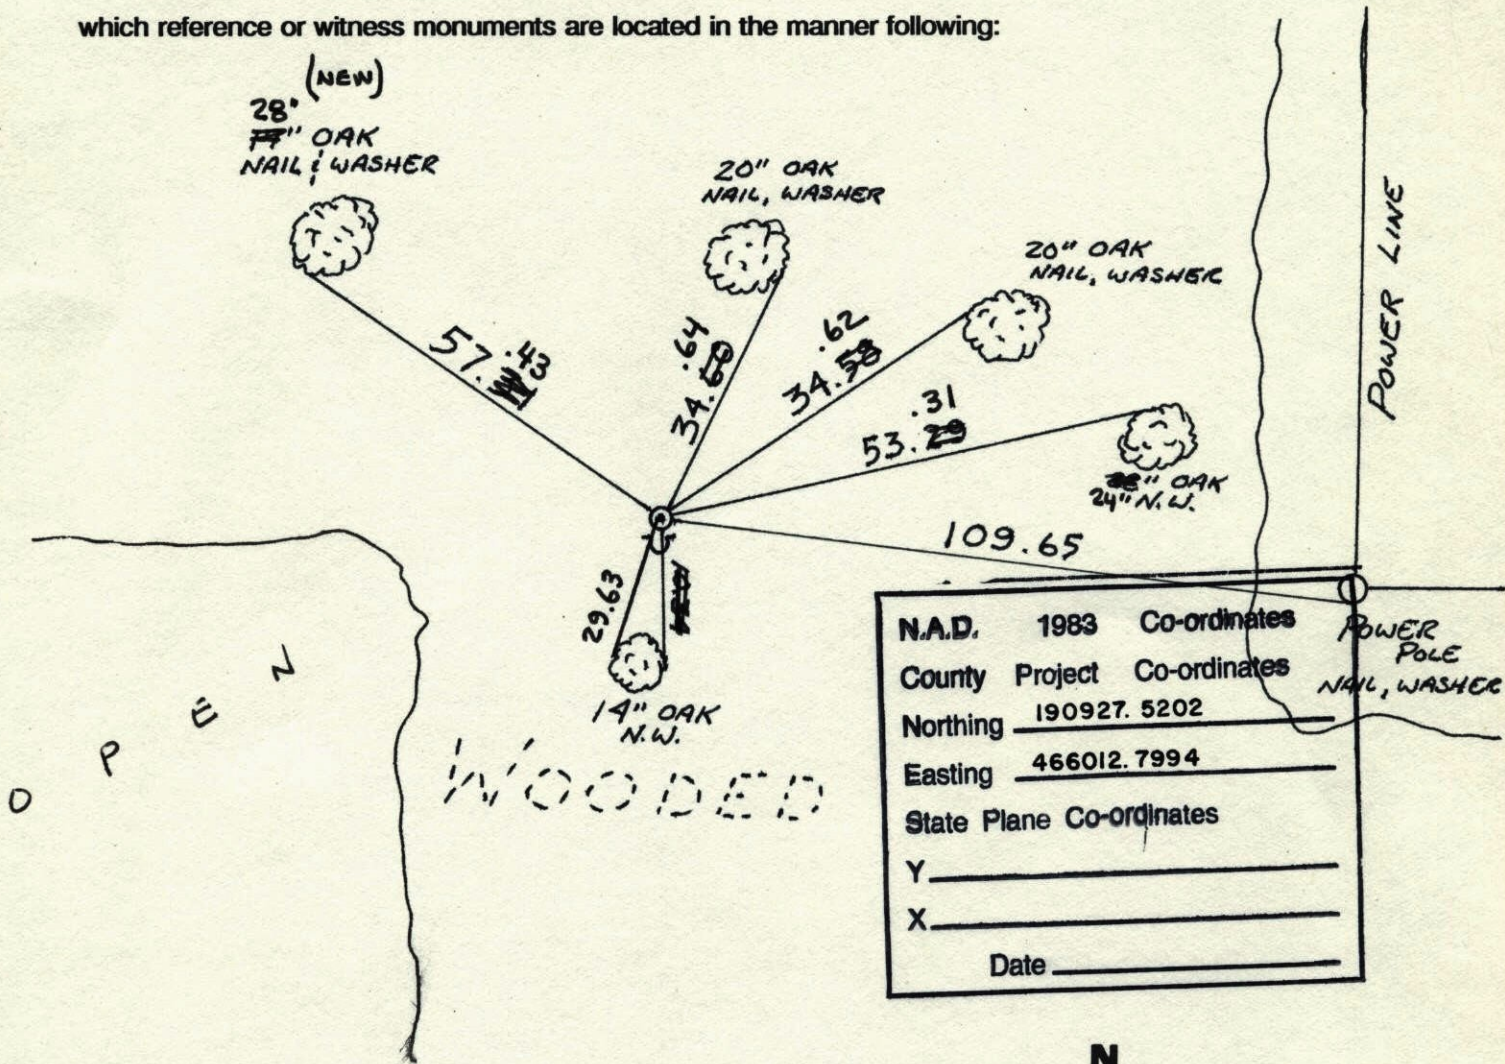 which reference or witness monuments are located in the manner following:
(NEW)
28"
OAK
NAIL & WASHER
20" OAK
NAIL, WASHER
20" OAK
NAIL, WASHER
POWER LINE
57.43
34.64
34.62
53.31
OAK
24" N.W.
109.65
29.63
14" OAK
N.W.
OPEN
WOODED
POWER
POLE
NAIL, WASHER
N.A.D. 1983 Co-ordinates
County Project Co-ordinates
Northing 190927.5202
Easting 466012.7994
State Plane Co-ordinates
Y
X
Date
N